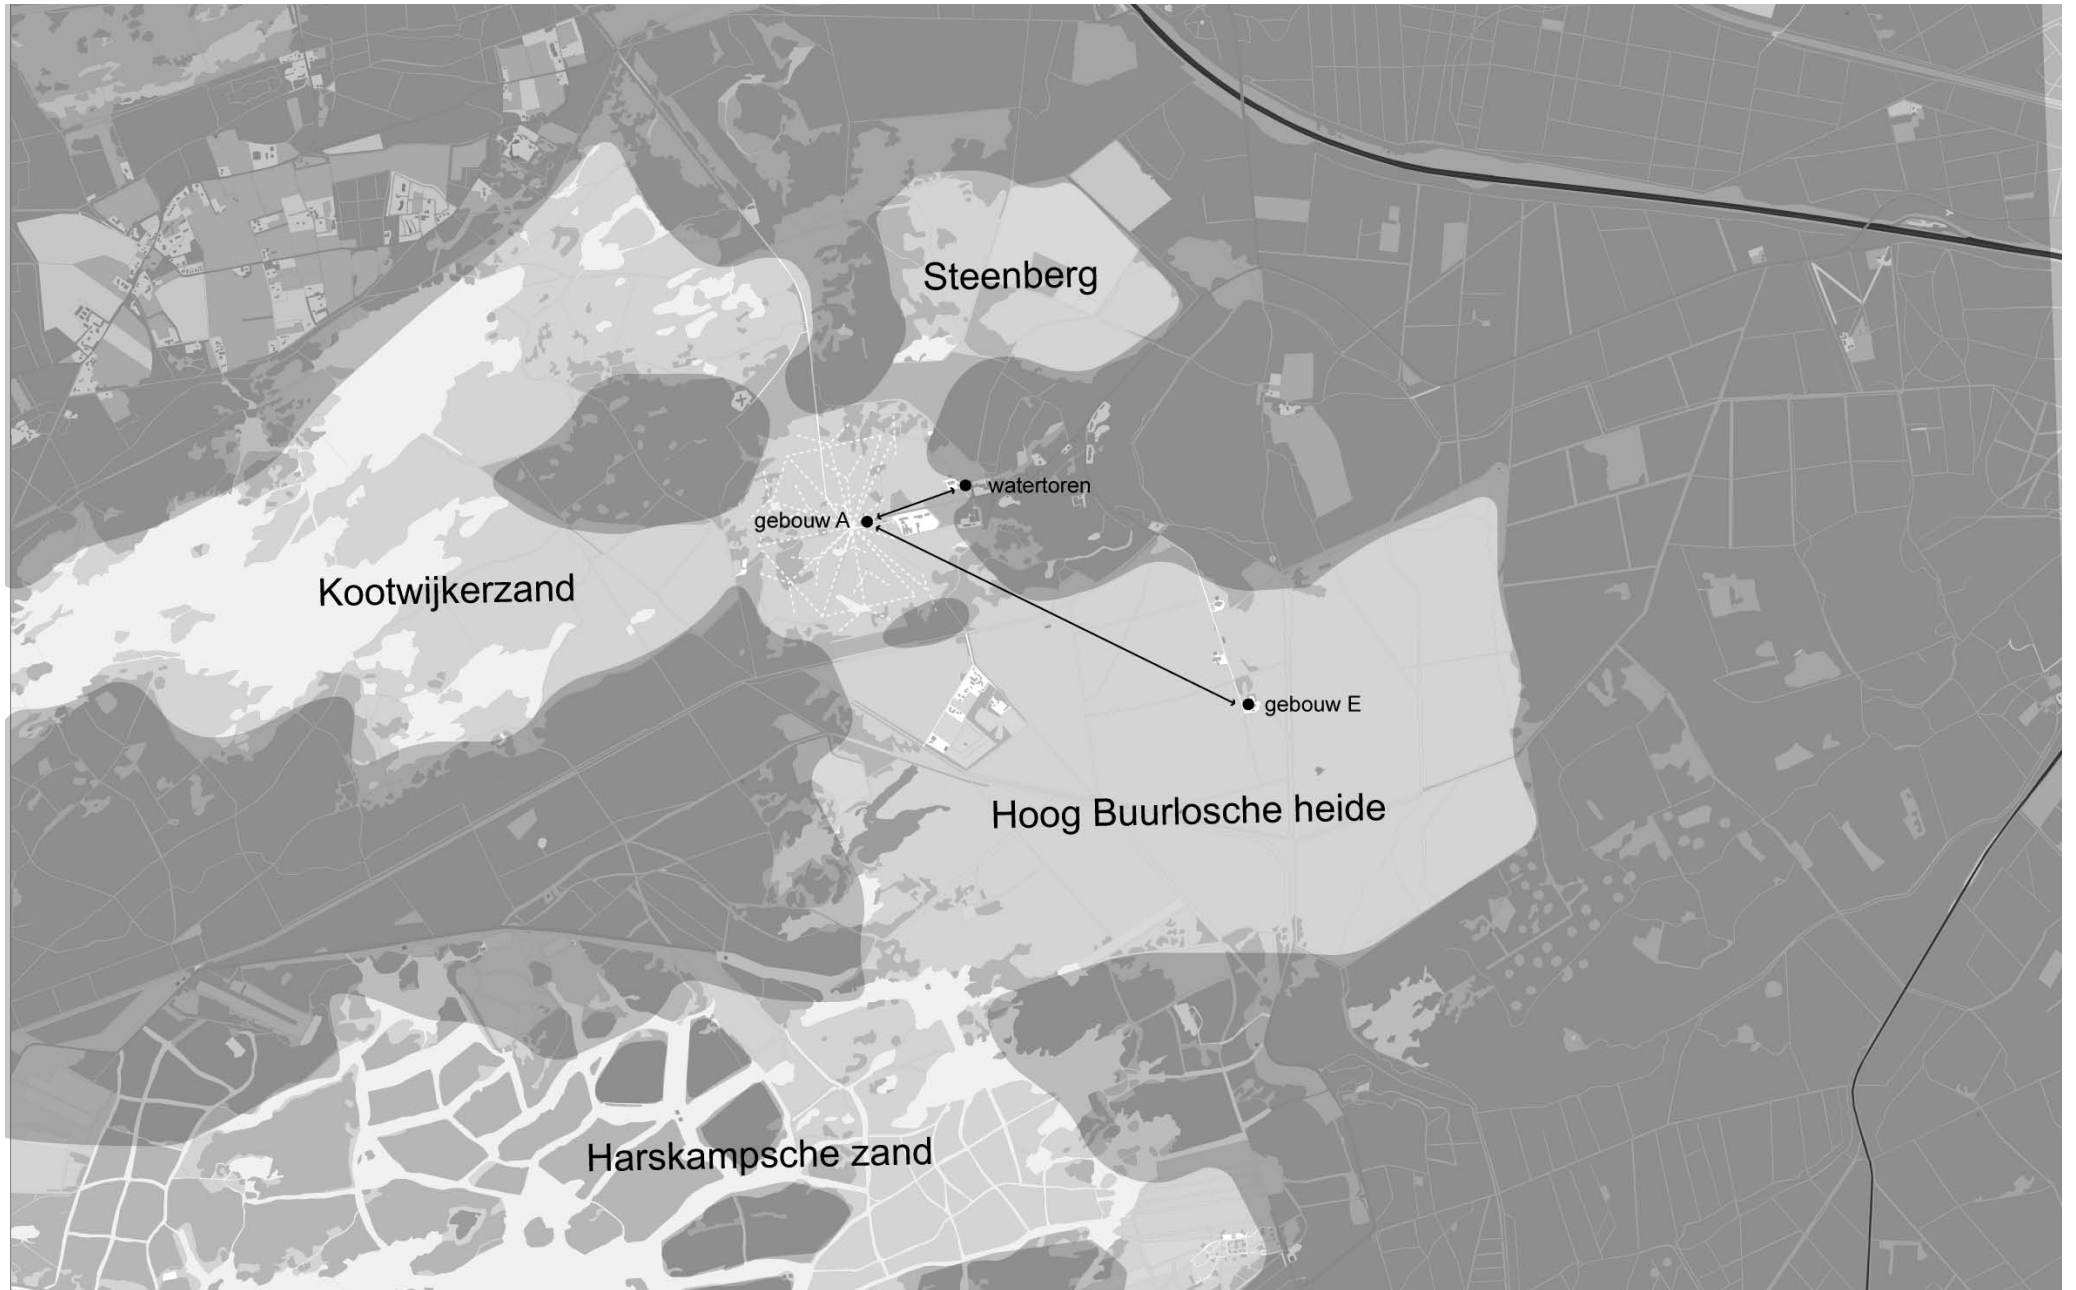 Steenberg
watertoren
gebouw A
Kootwijkerzand
gebouw E
Hoog Buurlosche heide
Harskampsche zand